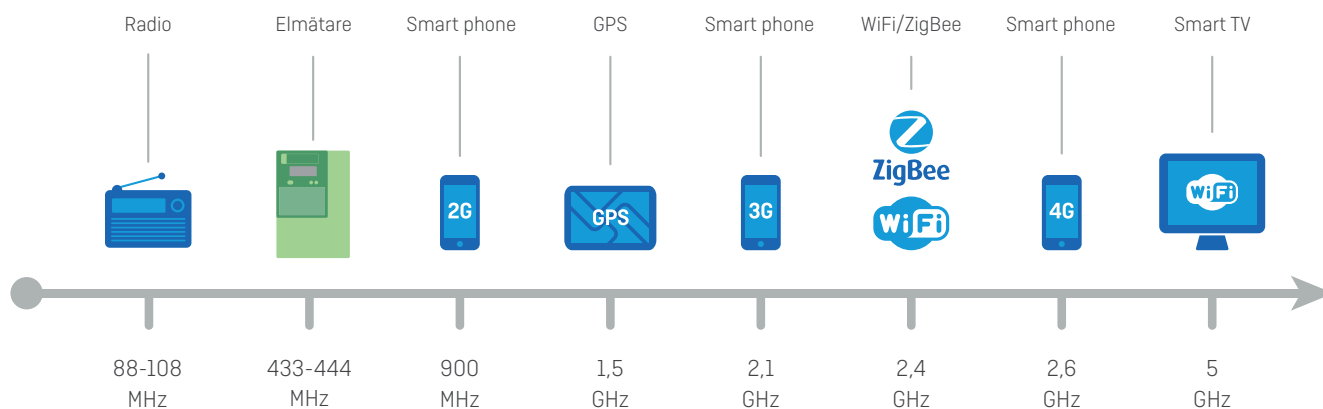 Radio
Elmätare
Smart phone
GPS
Smart phone
WiFi/ZigBee
Smart phone
Smart TV
2G
GPS
3G
Z
ZigBee
WiFi
4G
WiFi
88-108
MHz
433-444
MHz
900
MHz
1,5
GHz
2,1
GHz
2,4
GHz
2,6
GHz
5
GHz